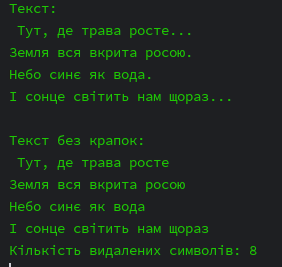 Текст:
Тут, де трава росте...
Земля вся вкрита росою.
Небо синє як вода.
І сонце світить нам щораз...
Текст без крапок:
Тут, де трава росте
Земля вся вкрита росою
Небо синє як вода
І сонце світить нам щораз
Кількість видалених символів: 8